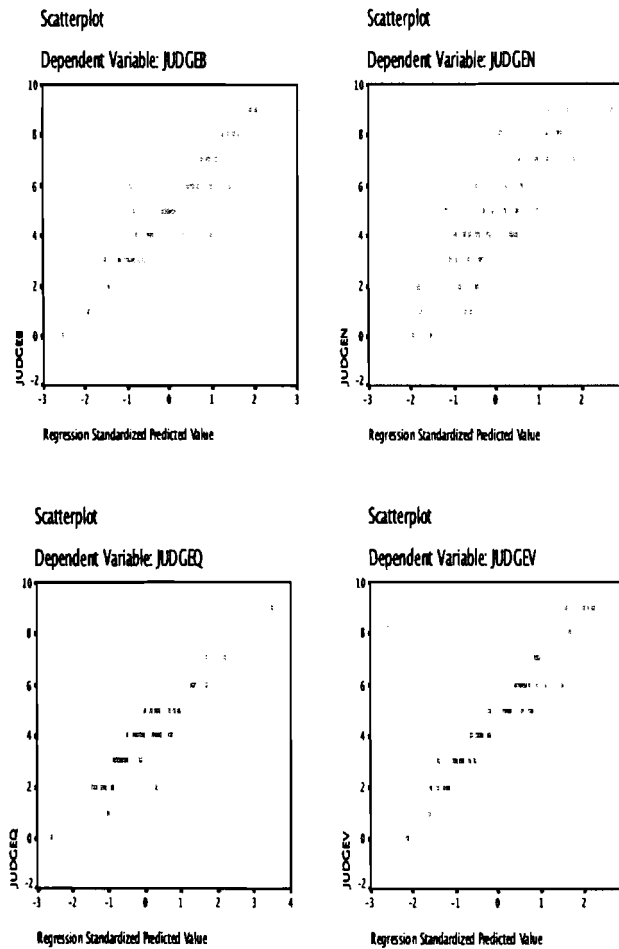 Scatterplot
Dependent Variable: JUDGEB
10
8
6
4
2
0
-2
JUDGEB
-3 -2 -1 0 1 2 3
Regression Standardized Predicted Value
Scatterplot
Dependent Variable: JUDGEN
10
8
6
4
2
0
-2
JUDGEN
-3 -2 -1 0 1 2
Regression Standardized Predicted Value
Scatterplot
Dependent Variable: JUDGEQ
10
8
6
4
2
0
-2
JUDGEQ
-3 -2 -1 0 1 2 3 4
Regression Standardized Predicted Value
Scatterplot
Dependent Variable: JUDGEV
10
8
6
4
2
0
-2
JUDGEV
-3 -2 -1 0 1 2
Regression Standardized Predicted Value